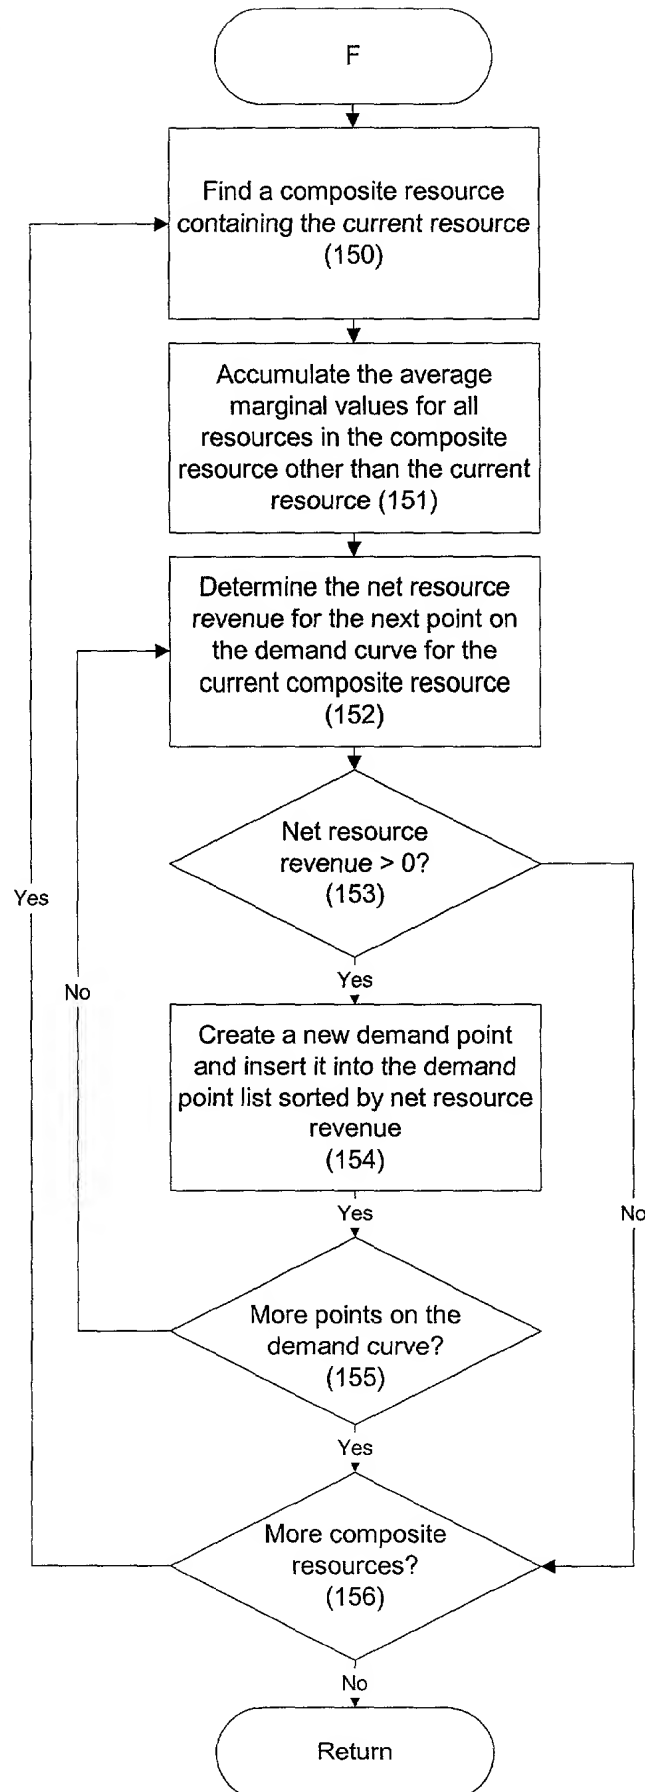 F
Find a composite resource
containing the current resource
(150)
Accumulate the average
marginal values for all
resources in the composite
resource other than the current
resource (151)
Determine the net resource
revenue for the next point on
the demand curve for the
current composite resource
(152)
Net resource
revenue > 0?
(153)
Yes
No
Yes
Create a new demand point
and insert it into the demand
point list sorted by net resource
revenue
(154)
Yes
No
More points on the
demand curve?
(155)
Yes
More composite
resources?
(156)
No
Return